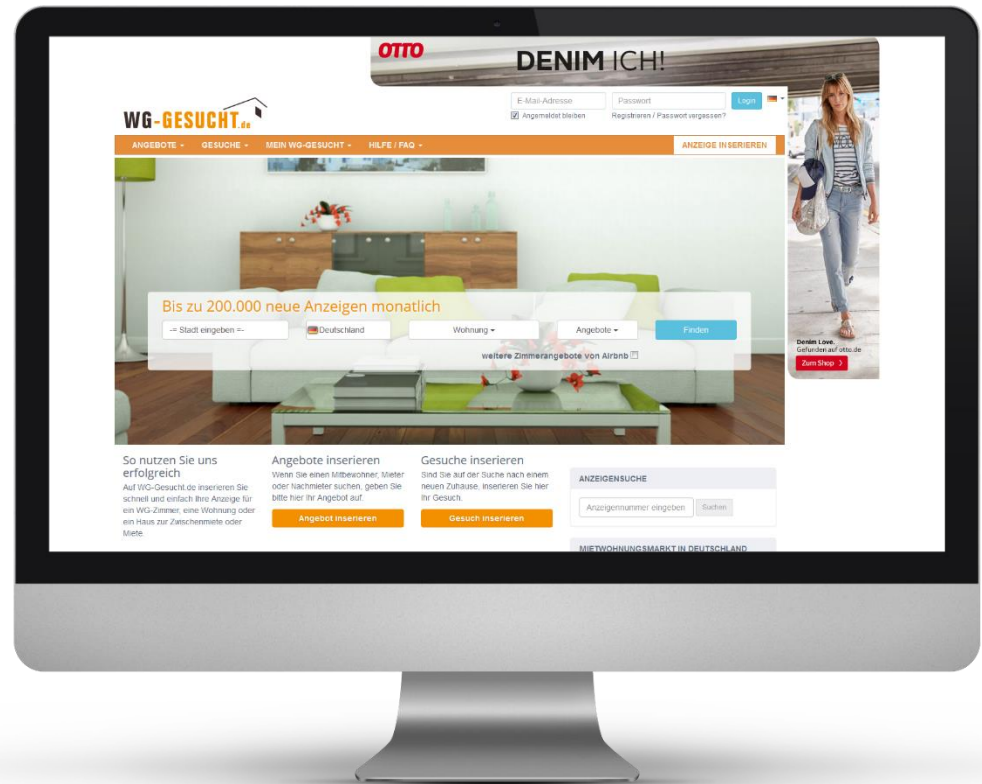 OTTO
DENIM ICH!
WG-GESUCHT.de
E-Mail-Adresse
Passwort
Login
Angemeldet bleiben
Registrieren / Passwort vergessen?
ANGEBOTE
GESUCHE
MEIN WG-GESUCHT
HILFE / FAQ
ANZEIGE INSERIEREN
Bis zu 200.000 neue Anzeigen monatlich
-= Stadt eingeben =-
Deutschland
Wohnung
Angebote
Finden
weitere Zimmerangebote von Airbnb
Denim Love.
Gefunden auf otto.de
Zum Shop >
So nutzen Sie uns
erfolgreich
Auf WG-Gesucht.de inserieren Sie
schnell und einfach Ihre Anzeige für
ein WG-Zimmer, eine Wohnung oder
ein Haus zur Zwischenmiete oder
Miete.
Angebote inserieren
Wenn Sie einen Mitbewohner, Mieter
oder Nachmieter suchen, geben Sie
bitte hier Ihr Angebot auf.
Angebot inserieren
Gesuche inserieren
Sind Sie auf der Suche nach einem
neuen Zuhause, inserieren Sie hier
Ihr Gesuch.
Gesuch inserieren
ANZEIGENSUCHE
Anzeigennummer eingeben
Suchen
MIETWOHNUNGSMARKT IN DEUTSCHLAND